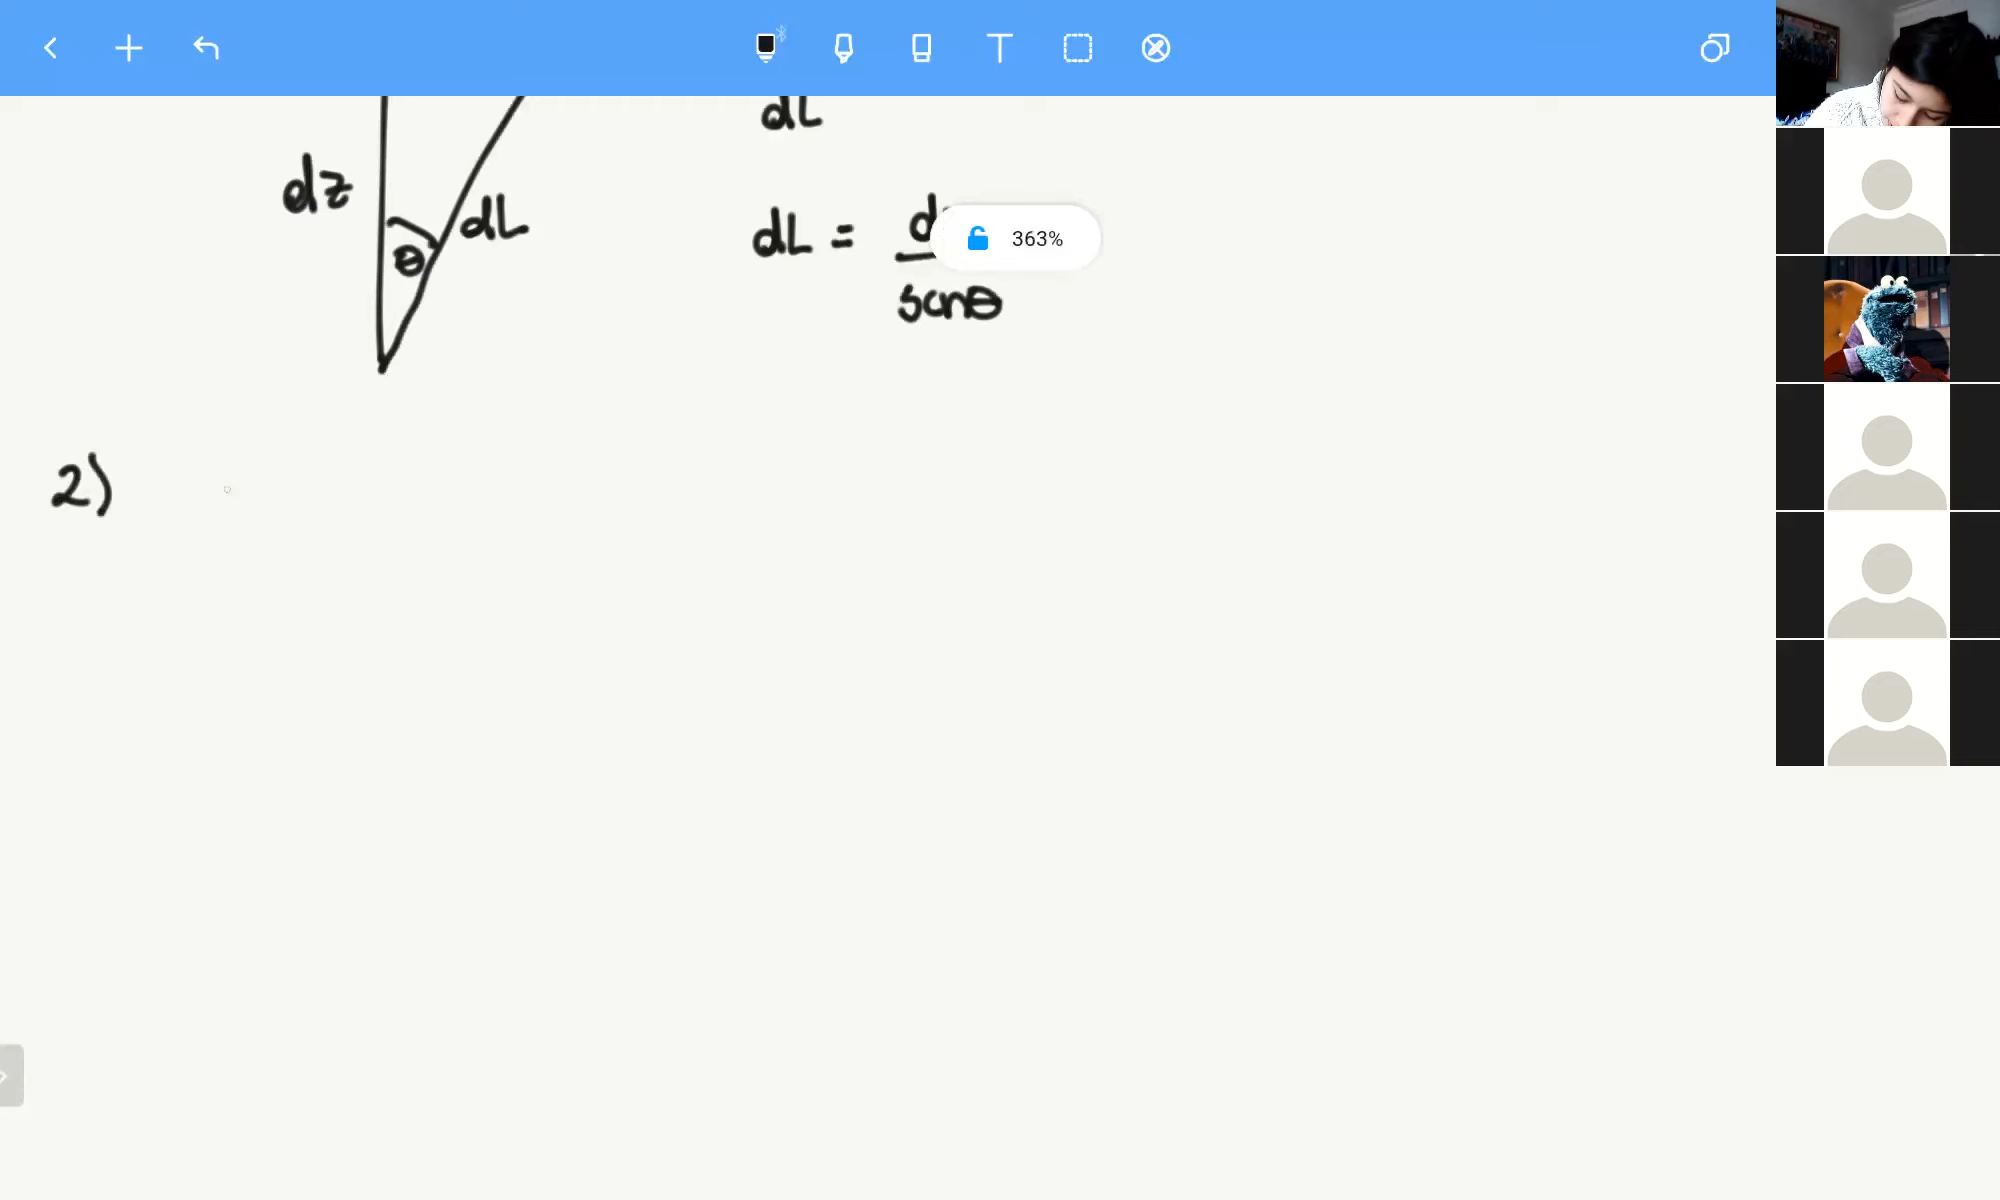 dL
dz
dL
θ
dL =
senθ
363%
2)